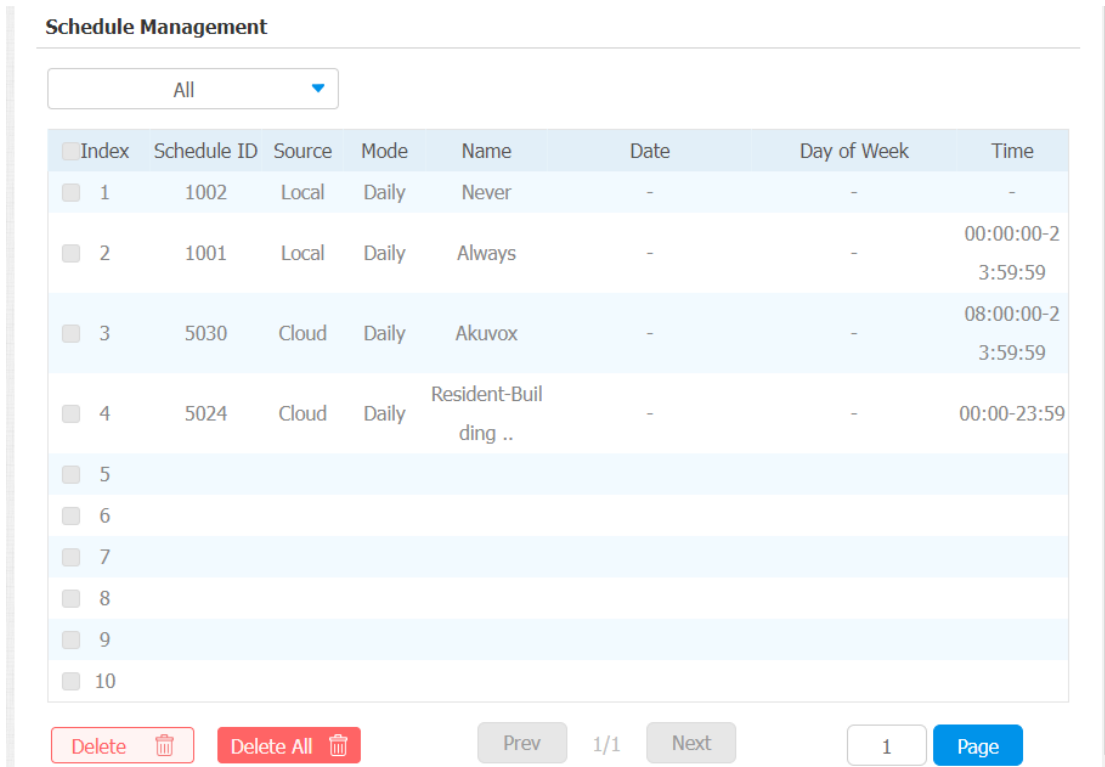 Schedule Management
All
Index Schedule ID Source Mode Name Date Day of Week Time
1 1002 Local Daily Never - - -
2 1001 Local Daily Always - - 00:00:00-2
3:59:59
3 5030 Cloud Daily Akuvox - - 08:00:00-2
3:59:59
4 5024 Cloud Daily Resident-Buil - - 00:00-23:59
ding ..
5
6
7
8
9
10
Delete Delete All Prev 1/1 Next 1 Page